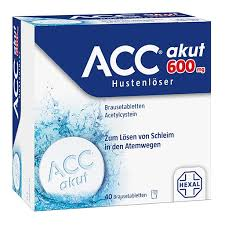 ACC® akut
600 mg
Hustenlöser
Brausetabletten
Acetylcystein
Zum Lösen von Schleim
in den Atemwegen
ACC
akut
40 Brausetabletten
HEXAL